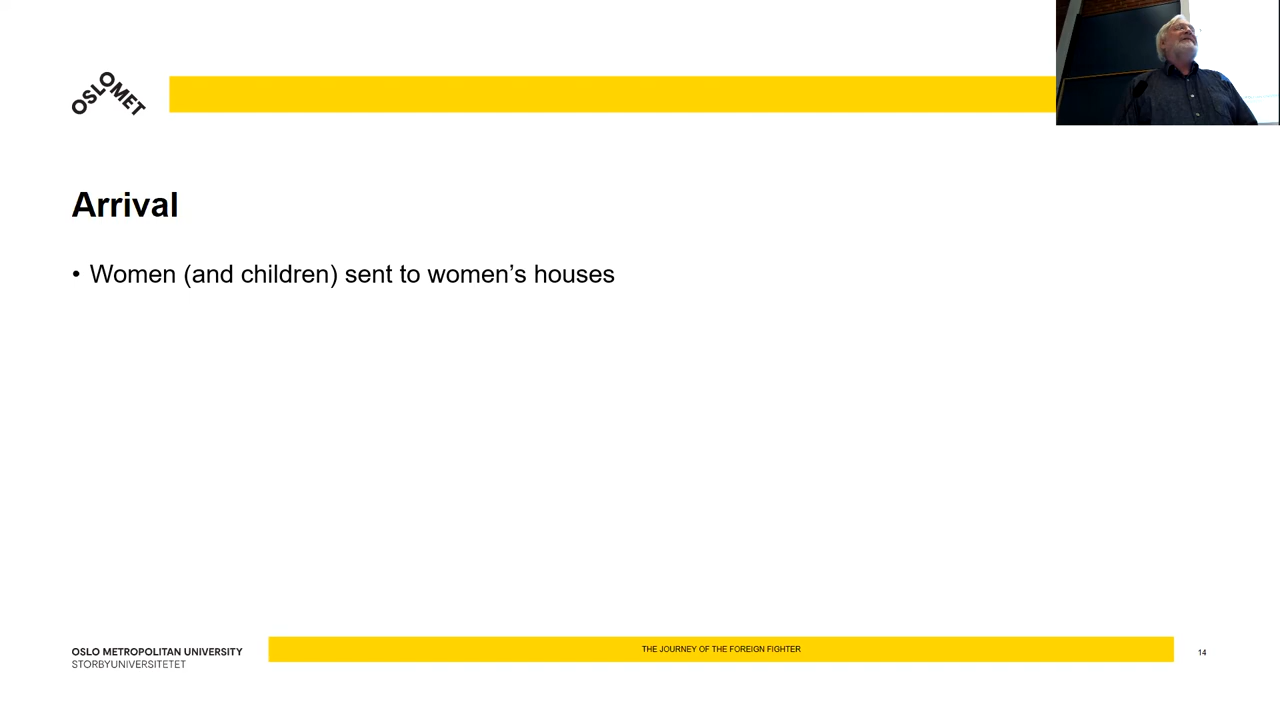 OSLOMET
Arrival
• Women (and children) sent to women’s houses
OSLO METROPOLITAN UNIVERSITY
STORBYUNIVERSITETET
THE JOURNEY OF THE FOREIGN FIGHTER
14